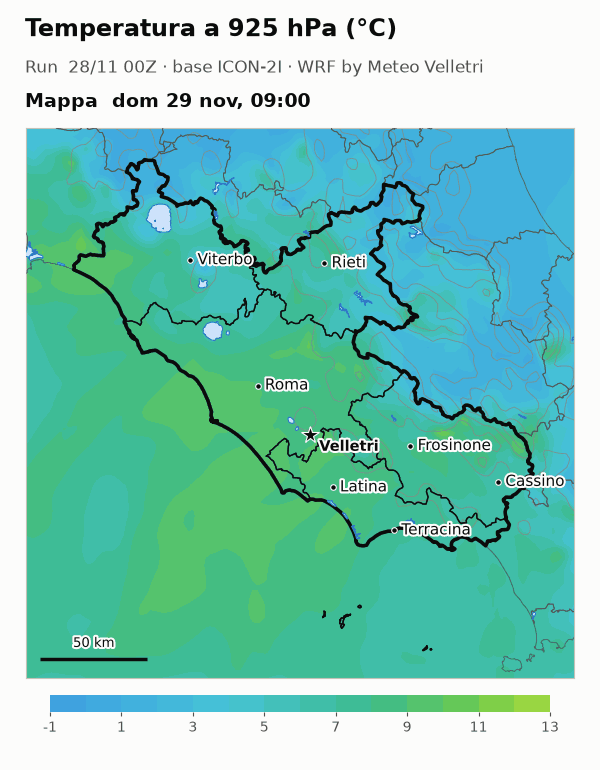 Temperatura a 925 hPa (°C)
Run  28/11 00Z · base ICON-2I · WRF by Meteo Velletri
Mappa  dom 29 nov, 09:00
Viterbo
Rieti
Roma
Velletri
Frosinone
Latina
Cassino
Terracina
50 km
-1 1 3 5 7 9 11 13